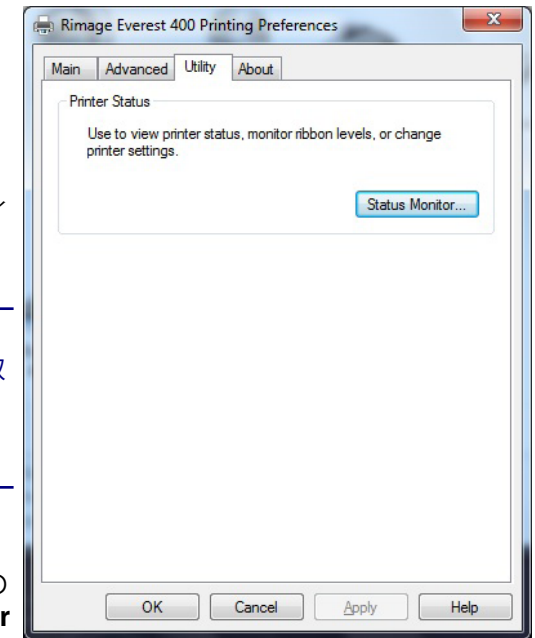 Rimage Everest 400 Printing Preferences
Main Advanced Utility About
Printer Status
Use to view printer status, monitor ribbon levels, or change
printer settings.
Status Monitor...
OK Cancel Apply Help
r